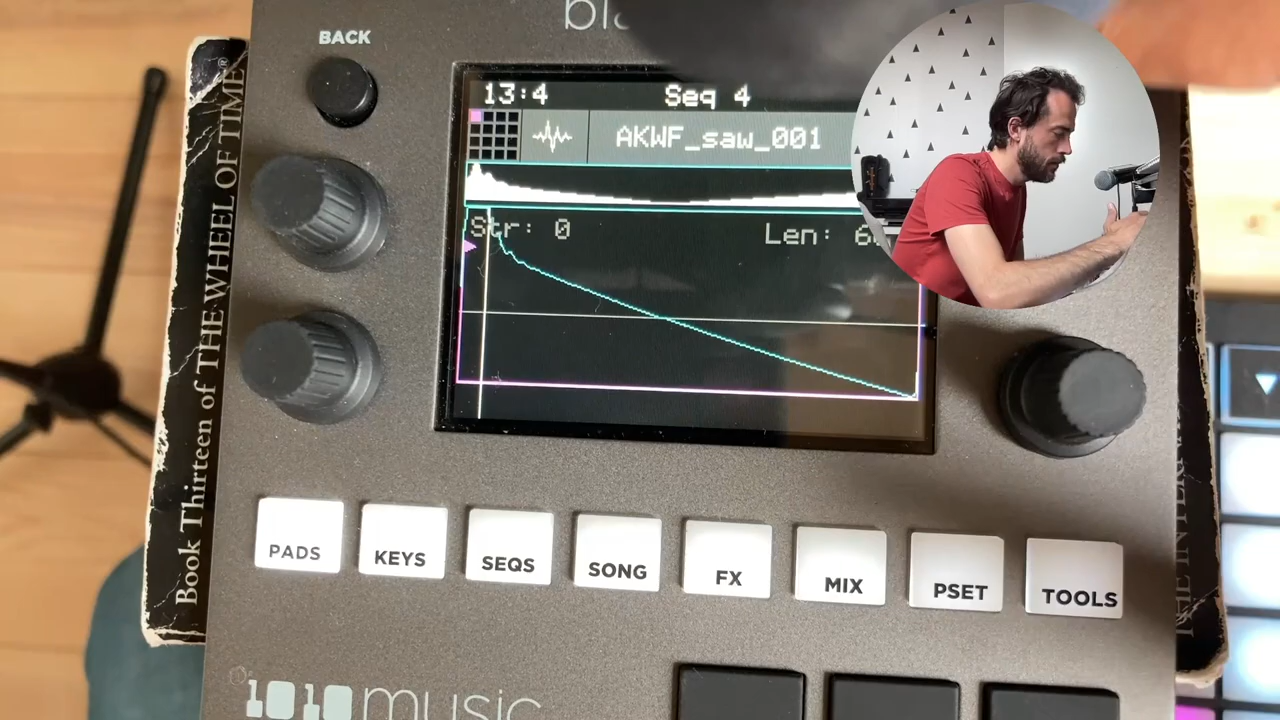 BACK
13:4 Seq 4
AKWF_saw_001
Str: 0 Len:
PADS KEYS SEQS SONG FX MIX PSET TOOLS
1010music
Book Thirteen of THE WHEEL OF TIME®